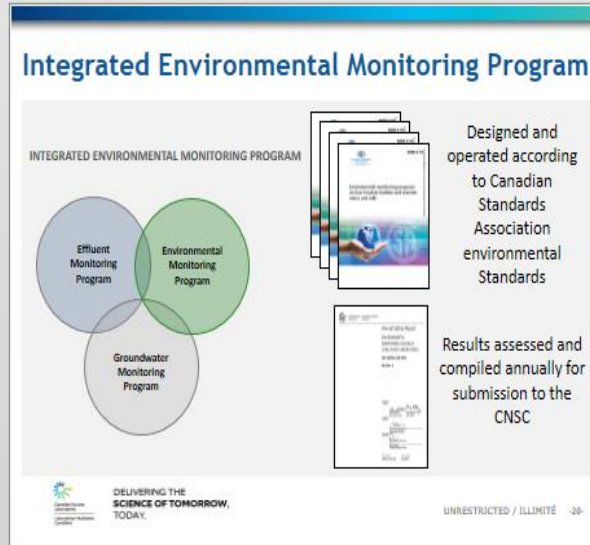 Integrated Environmental Monitoring Program
INTEGRATED ENVIRONMENTAL MONITORING PROGRAM
Effluent
Monitoring
Program
Environmental
Monitoring
Program
Groundwater
Monitoring
Program
Designed and
operated according
to Canadian
Standards
Association
environmental
Standards
Results assessed and
compiled annually for
submission to the
CNSC
DELIVERING THE
SCIENCE OF TOMORROW,
TODAY.
UNRESTRICTED / ILLIMITÉ -20-